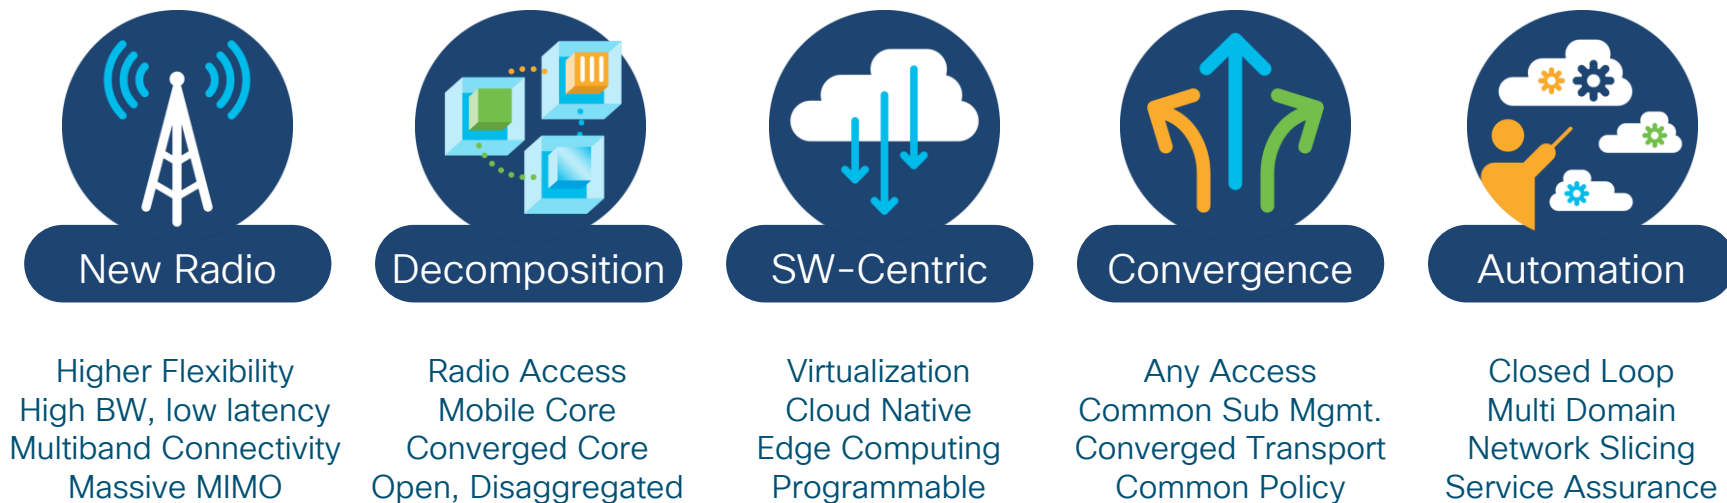 New Radio
Higher Flexibility
High BW, low latency
Multiband Connectivity
Massive MIMO
Decomposition
Radio Access
Mobile Core
Converged Core
Open, Disaggregated
SW-Centric
Virtualization
Cloud Native
Edge Computing
Programmable
Convergence
Any Access
Common Sub Mgmt.
Converged Transport
Common Policy
Automation
Closed Loop
Multi Domain
Network Slicing
Service Assurance